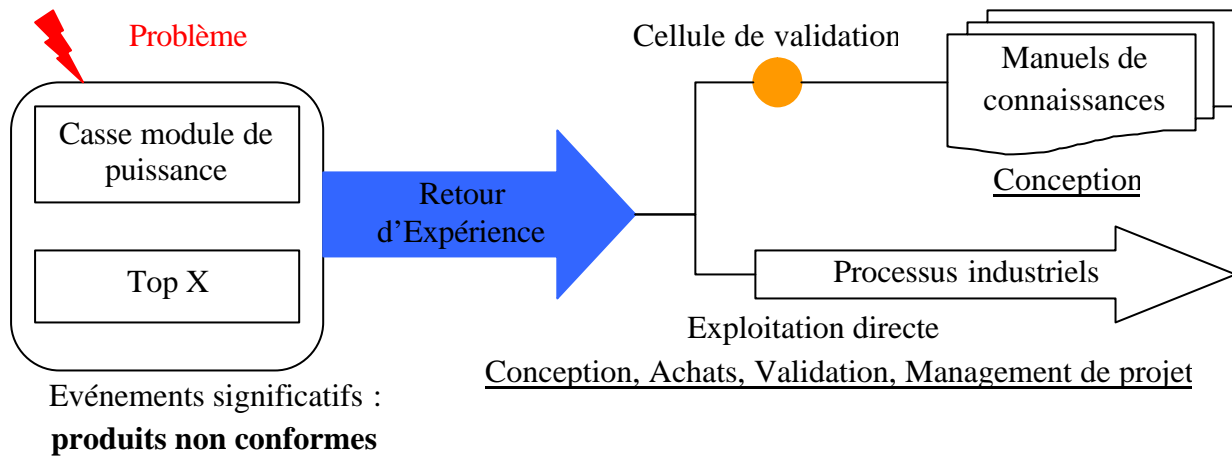 Problème
Casse module de
puissance
Top X
Evénements significatifs :
produits non conformes
Retour
d’Expérience
Cellule de validation
Manuels de
connaissances
Conception
Processus industriels
Exploitation directe
Conception, Achats, Validation, Management de projet